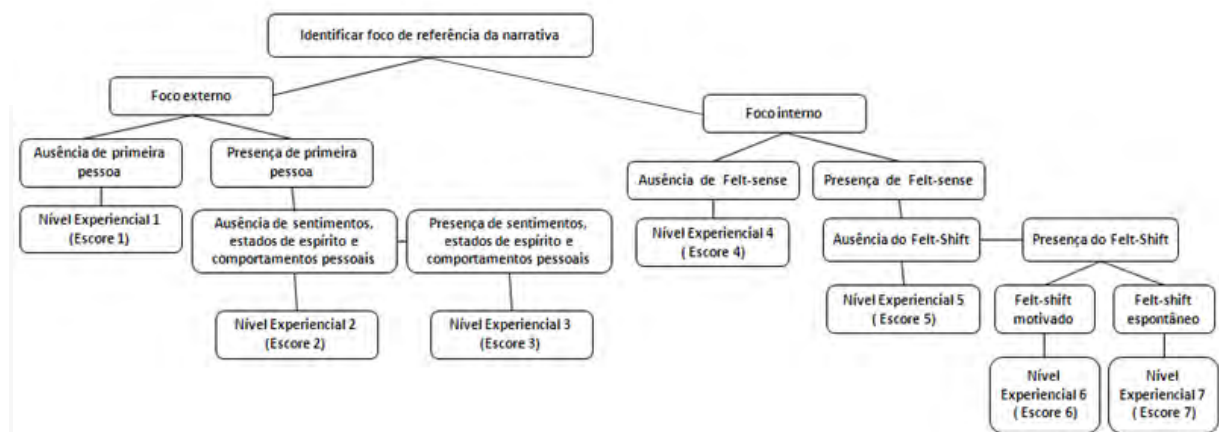 Identificar foco de referência da narrativa
Foco externo
Foco interno
Ausência de primeira
pessoa
Presença de primeira
pessoa
Ausência de Felt-sense
Presença de Felt-sense
Nível Experiencial 1
(Escore 1)
Ausência de sentimentos,
estados de espírito e
comportamentos pessoais
Presença de sentimentos,
estados de espírito e
comportamentos pessoais
Nível Experiencial 4
( Escore 4)
Ausência do Felt-Shift
Presença do Felt-Shift
Nível Experiencial 2
(Escore 2)
Nível Experiencial 3
(Escore 3)
Nível Experiencial 5
( Escore 5)
Felt-shift
motivado
Felt-shift
espontâneo
Nível
Experiencial 6
( Escore 6)
Nível
Experiencial 7
( Escore 7)